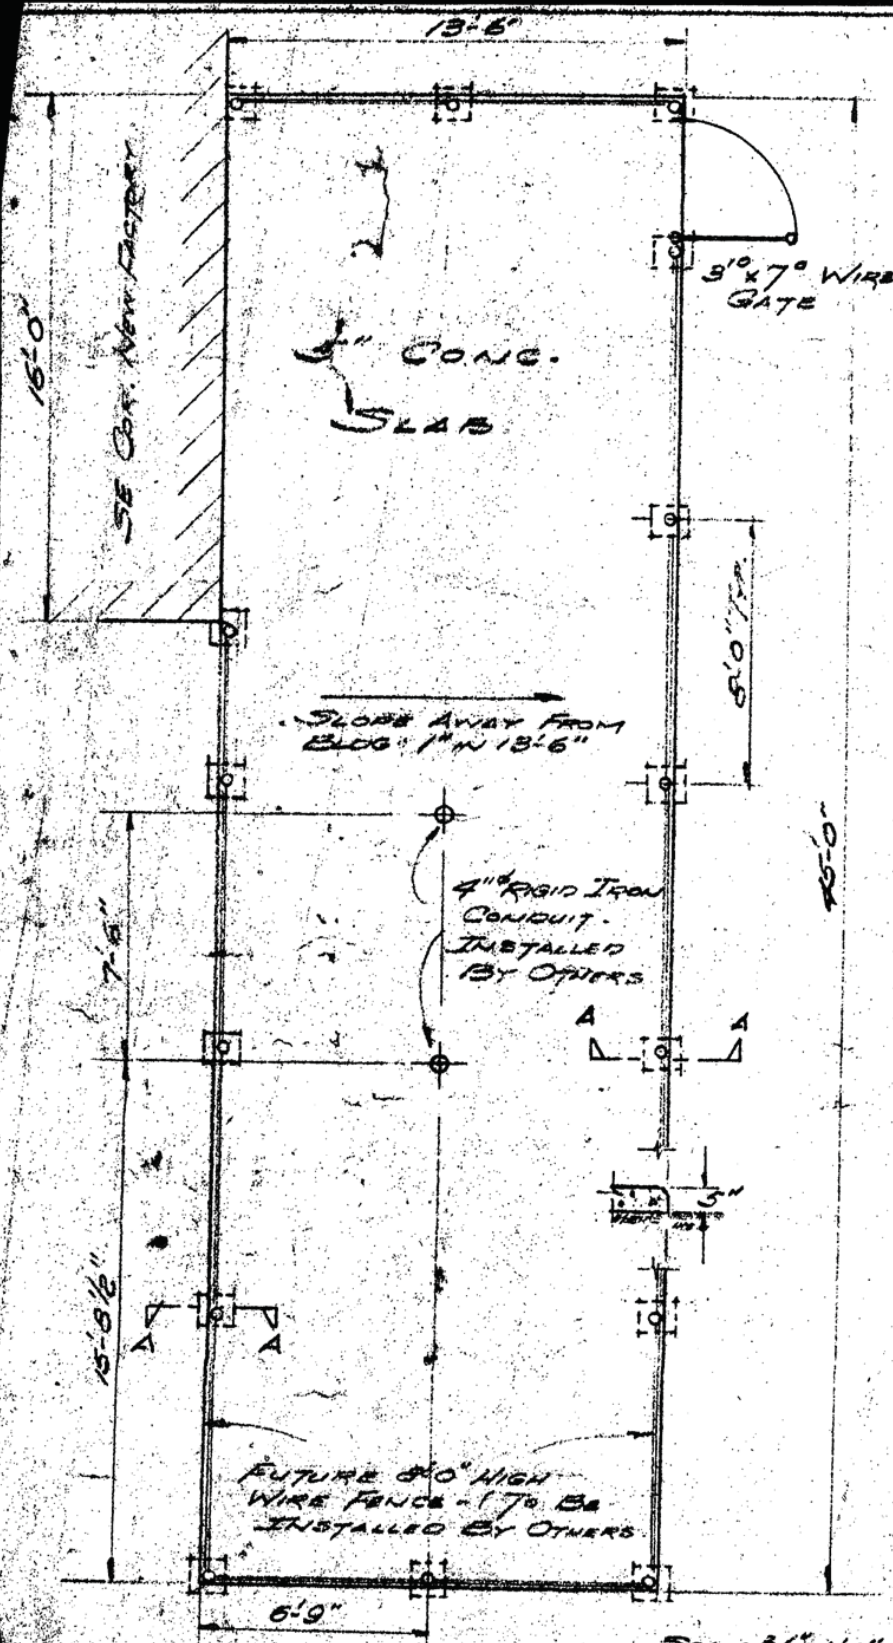 13'-6"
16'-0"
SE COR. NEW FACTORY
3'0 x 7'0 WIRE
GATE
5" CONC.
SLAB
8'-0" TYP.
SLOPE AWAY FROM
BLDG. 1" IN 13'-6"
45'-0"
7'-6"
4"ø RIGID IRON
CONDUIT.
INSTALLED
BY OTHERS
A A
5"
15'-8½"
A A
FUTURE 8'-0" HIGH
WIRE FENCE - TO BE
INSTALLED BY OTHERS
6'-9"